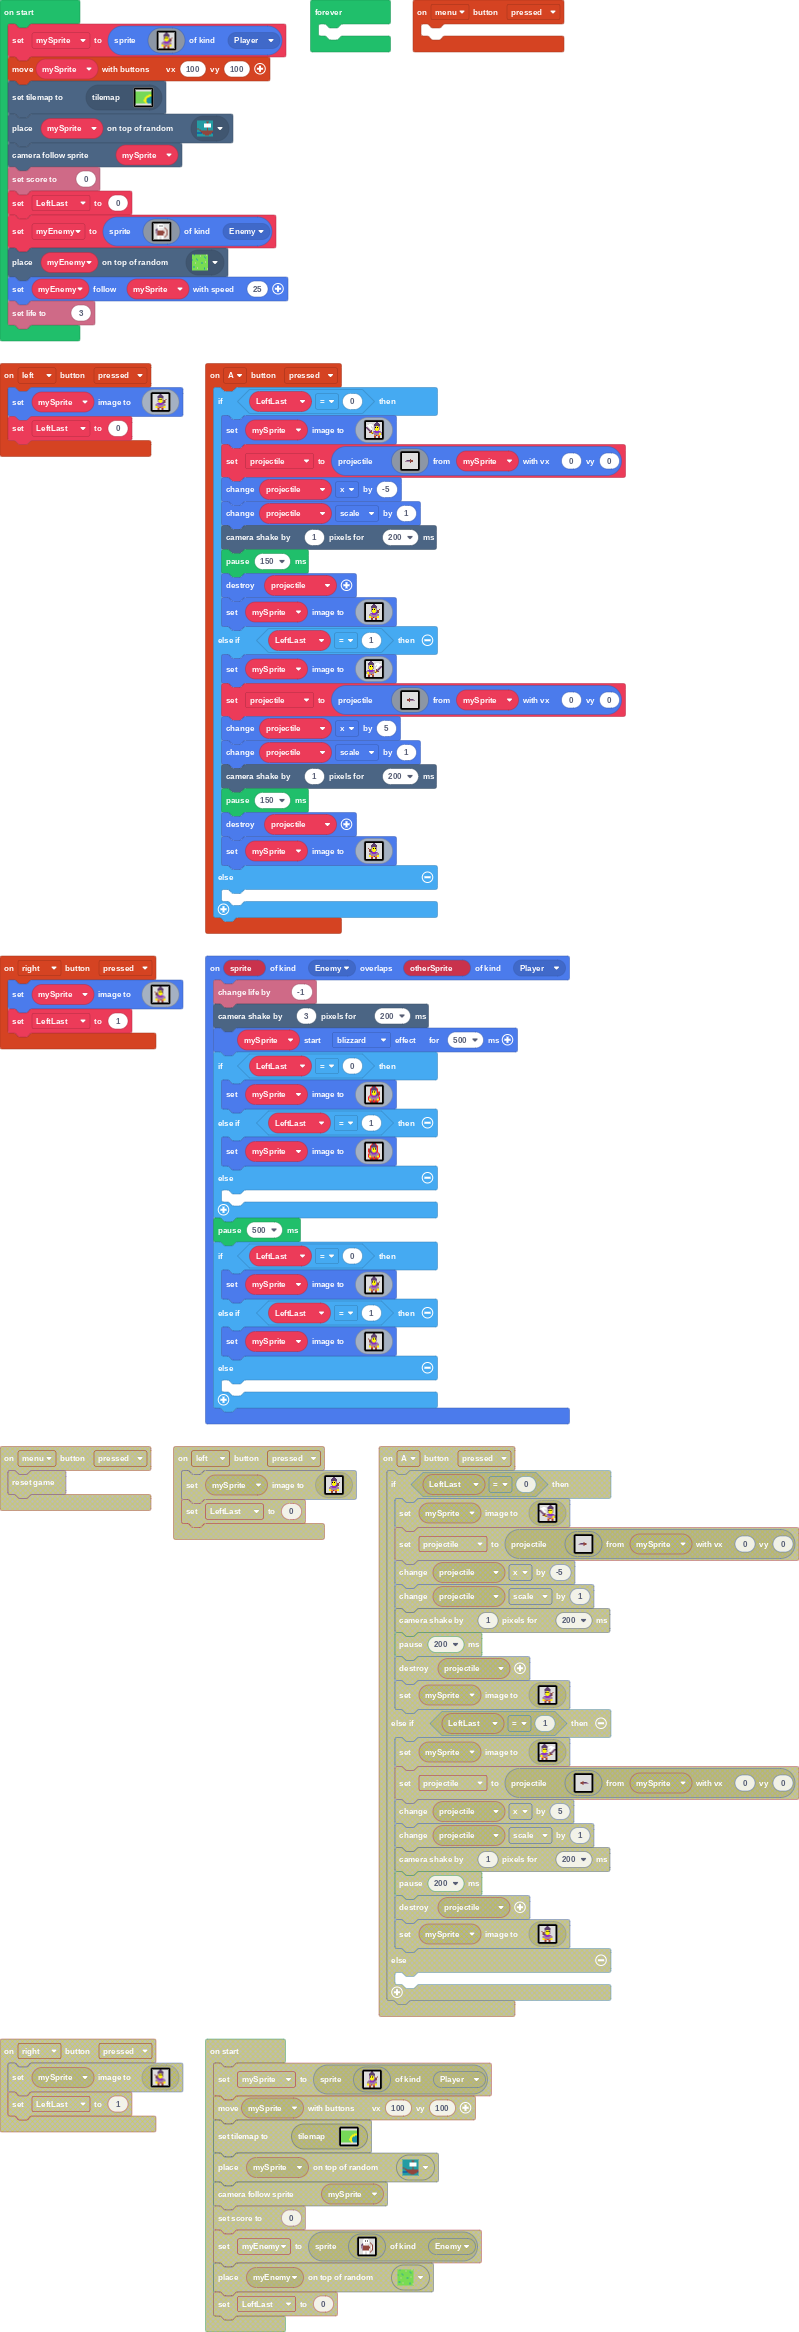 on start
set mySprite to sprite of kind Player
move mySprite with buttons vx 100 vy 100
set tilemap to tilemap
place mySprite on top of random
camera follow sprite mySprite
set score to 0
set LeftLast to 0
set myEnemy to sprite of kind Enemy
place myEnemy on top of random
set myEnemy follow mySprite with speed 25
set life to 3
forever
on menu button pressed
on left button pressed
set mySprite image to
set LeftLast to 0
on A button pressed
if LeftLast = 0 then
set mySprite image to
set projectile to projectile from mySprite with vx 0 vy 0
change projectile x by -5
change projectile scale by 1
camera shake by 1 pixels for 200 ms
pause 150 ms
destroy projectile
set mySprite image to
else if LeftLast = 1 then
set mySprite image to
set projectile to projectile from mySprite with vx 0 vy 0
change projectile x by 5
change projectile scale by 1
camera shake by 1 pixels for 200 ms
pause 150 ms
destroy projectile
set mySprite image to
else
on right button pressed
set mySprite image to
set LeftLast to 1
on sprite of kind Enemy overlaps otherSprite of kind Player
change life by -1
camera shake by 3 pixels for 200 ms
mySprite start blizzard effect for 500 ms
if LeftLast = 0 then
set mySprite image to
else if LeftLast = 1 then
set mySprite image to
else
pause 500 ms
if LeftLast = 0 then
set mySprite image to
else if LeftLast = 1 then
set mySprite image to
else
on menu button pressed
reset game
on left button pressed
set mySprite image to
set LeftLast to 0
on A button pressed
if LeftLast = 0 then
set mySprite image to
set projectile to projectile from mySprite with vx 0 vy 0
change projectile x by -5
change projectile scale by 1
camera shake by 1 pixels for 200 ms
pause 200 ms
destroy projectile
set mySprite image to
else if LeftLast = 1 then
set mySprite image to
set projectile to projectile from mySprite with vx 0 vy 0
change projectile x by 5
change projectile scale by 1
camera shake by 1 pixels for 200 ms
pause 200 ms
destroy projectile
set mySprite image to
else
on right button pressed
set mySprite image to
set LeftLast to 1
on start
set mySprite to sprite of kind Player
move mySprite with buttons vx 100 vy 100
set tilemap to tilemap
place mySprite on top of random
camera follow sprite mySprite
set score to 0
set myEnemy to sprite of kind Enemy
place myEnemy on top of random
set LeftLast to 0